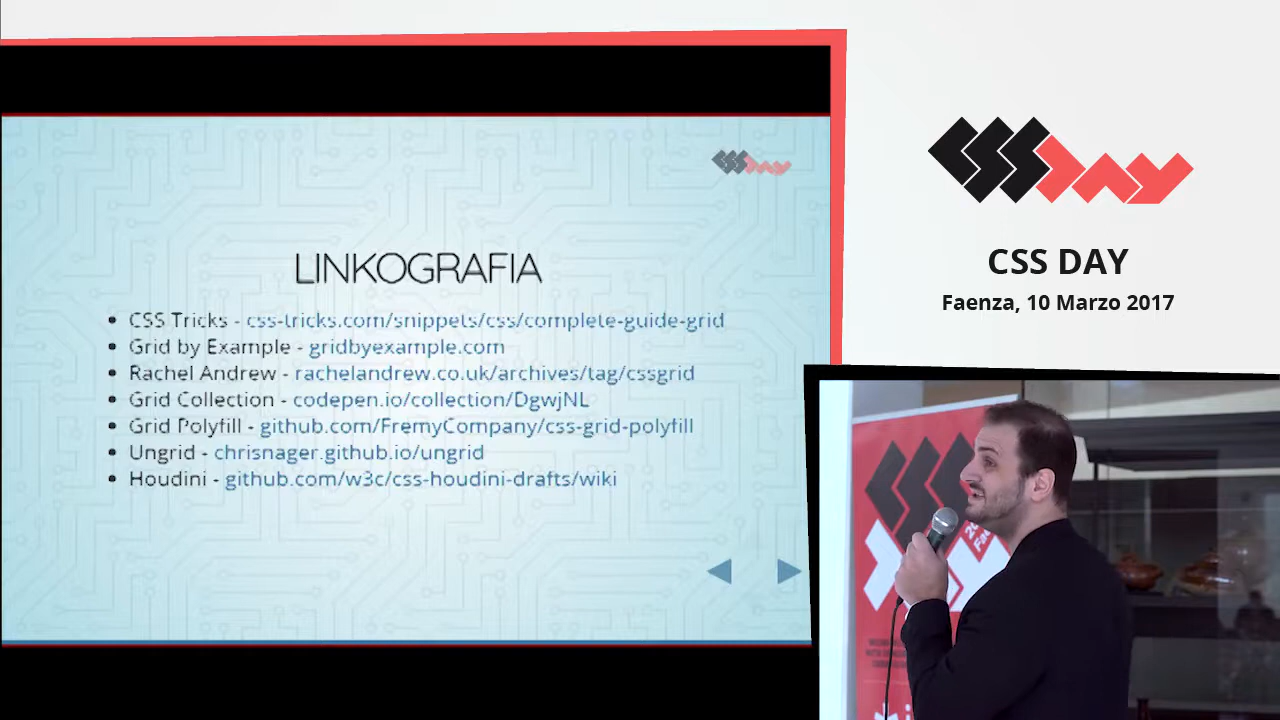 CSSDAY
LINKOGRAFIA
CSS Tricks - css-tricks.com/snippets/css/complete-guide-grid
Grid by Example - gridbyexample.com
Rachel Andrew - rachelandrew.co.uk/archives/tag/cssgrid
Grid Collection - codepen.io/collection/DgwjNL
Grid Polyfill - github.com/FremyCompany/css-grid-polyfill
Ungrid - chrisnager.github.io/ungrid
Houdini - github.com/w3c/css-houdini-drafts/wiki
CSSDAY
CSS DAY
Faenza, 10 Marzo 2017